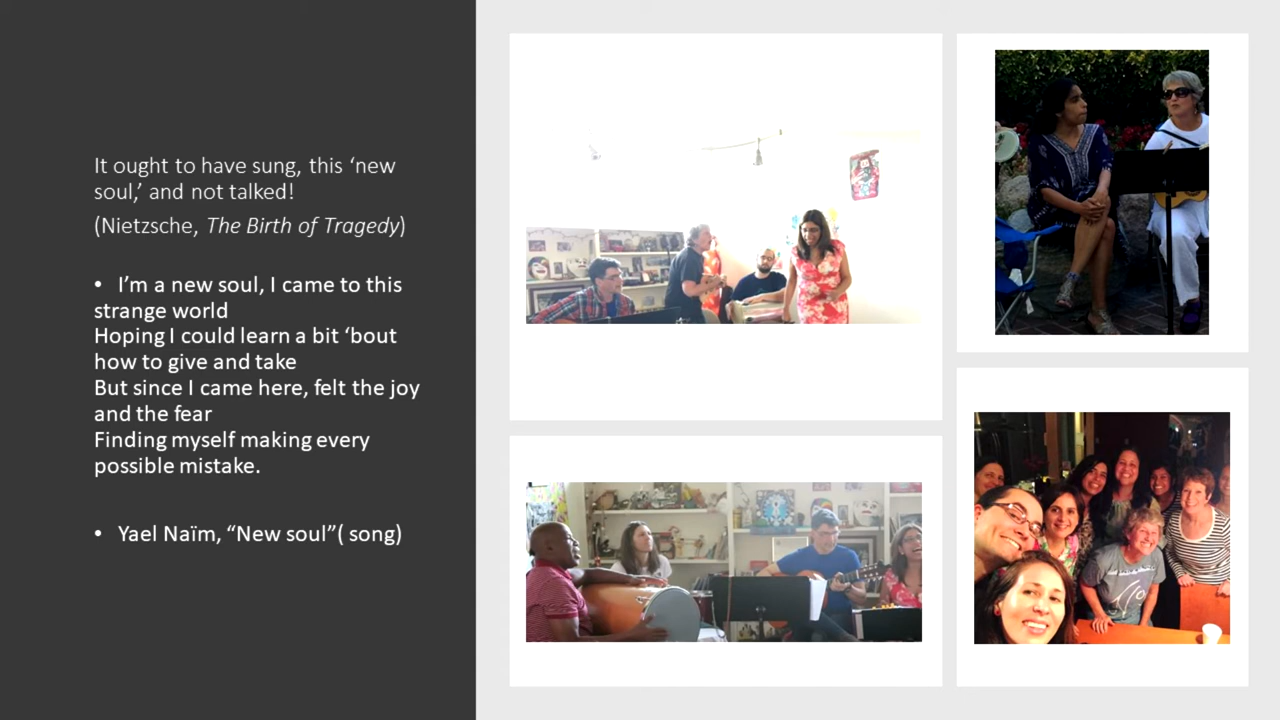 It ought to have sung, this ‘new
soul,’ and not talked!
(Nietzsche, The Birth of Tragedy)
• I’m a new soul, I came to this
strange world
Hoping I could learn a bit ‘bout
how to give and take
But since I came here, felt the joy
and the fear
Finding myself making every
possible mistake.
• Yael Naïm, “New soul”( song)